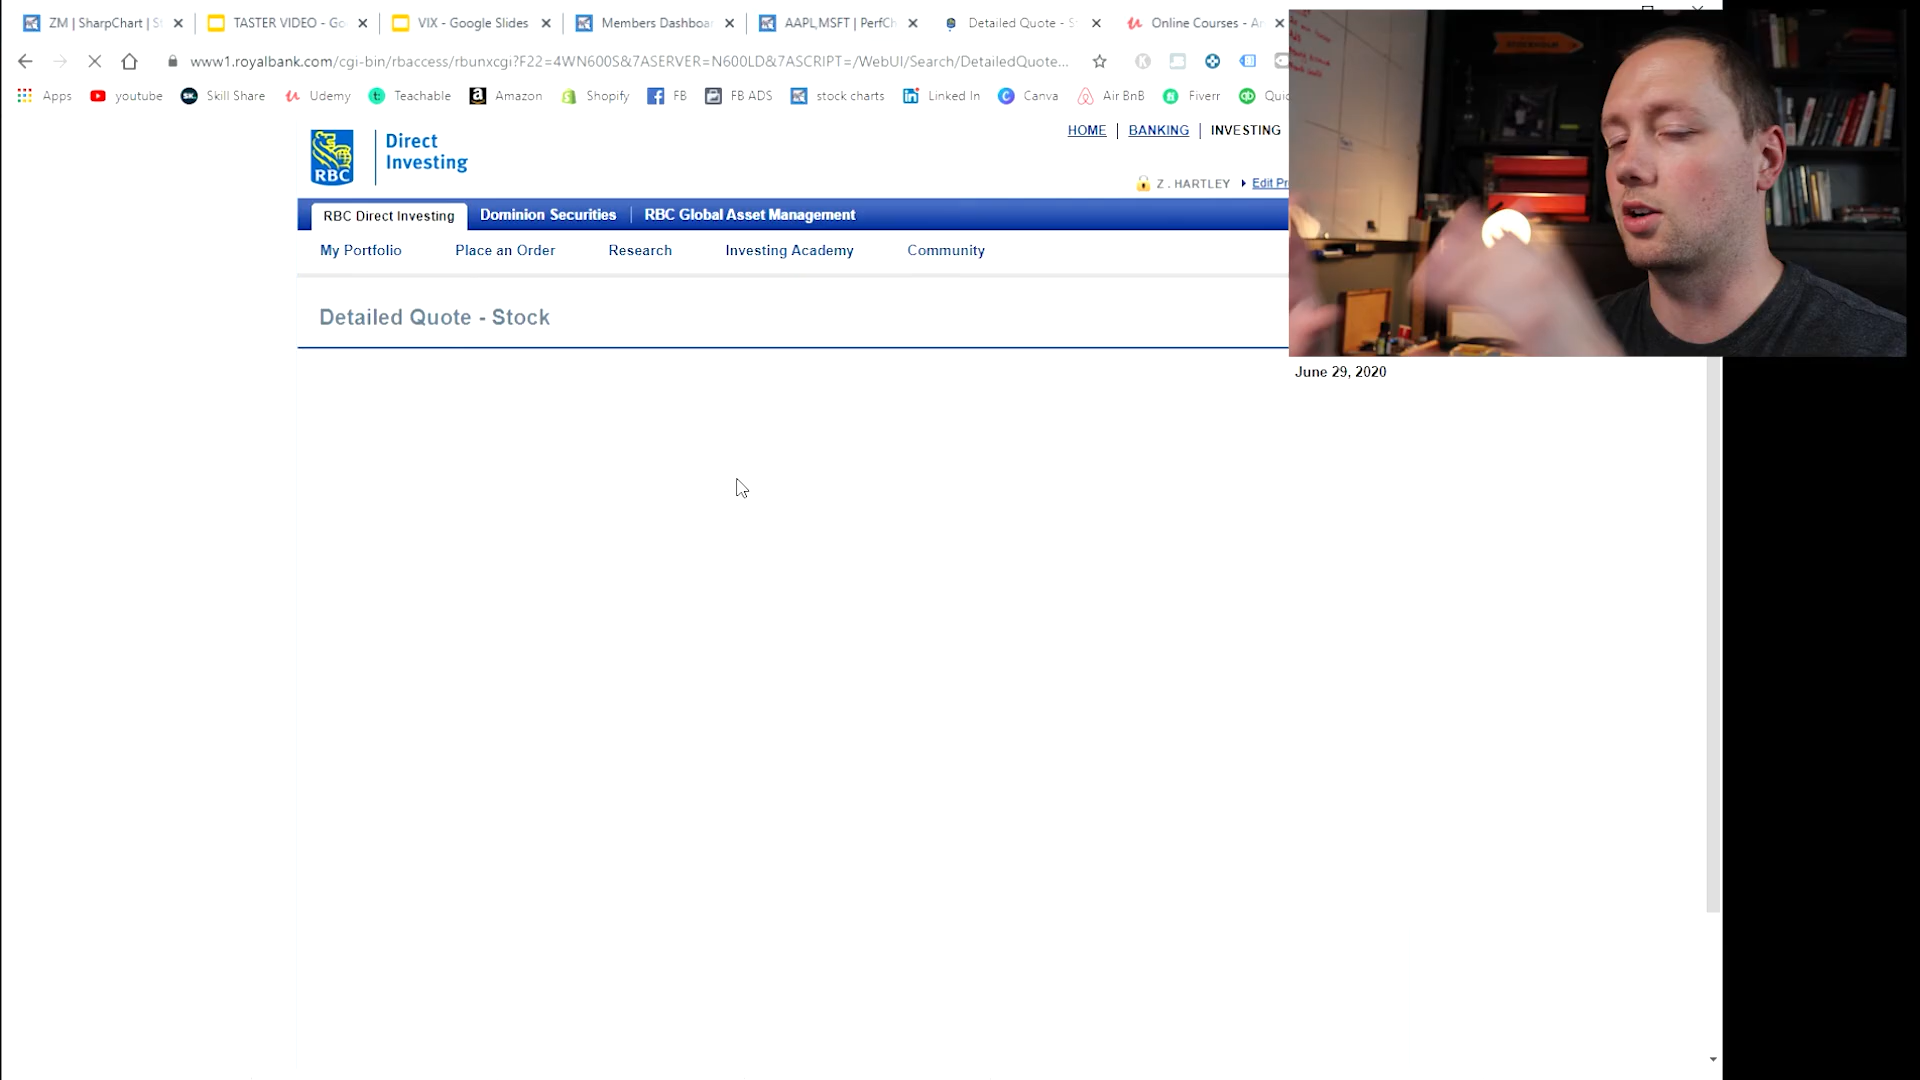 ZM | SharpChart | St
TASTER VIDEO - Go
VIX - Google Slides
Members Dashboa
AAPL,MSFT | PerfCh
Detailed Quote - S
Online Courses - An
www1.royalbank.com/cgi-bin/rbaccess/rbunxcgi?F22=4WN600S&7ASERVER=N600LD&7ASCRIPT=/WebUI/Search/DetailedQuote...
Apps
youtube
SK.
Skill Share
Udemy
Teachable
Amazon
Shopify
FB
FB ADS
stock charts
Linked In
Canva
Air BnB
Fiverr
Quic
RBC
Direct
Investing
HOME | BANKING | INVESTING
Z . HARTLEY
Edit Pr
RBC Direct Investing
Dominion Securities
RBC Global Asset Management
My Portfolio
Place an Order
Research
Investing Academy
Community
Detailed Quote - Stock
June 29, 2020